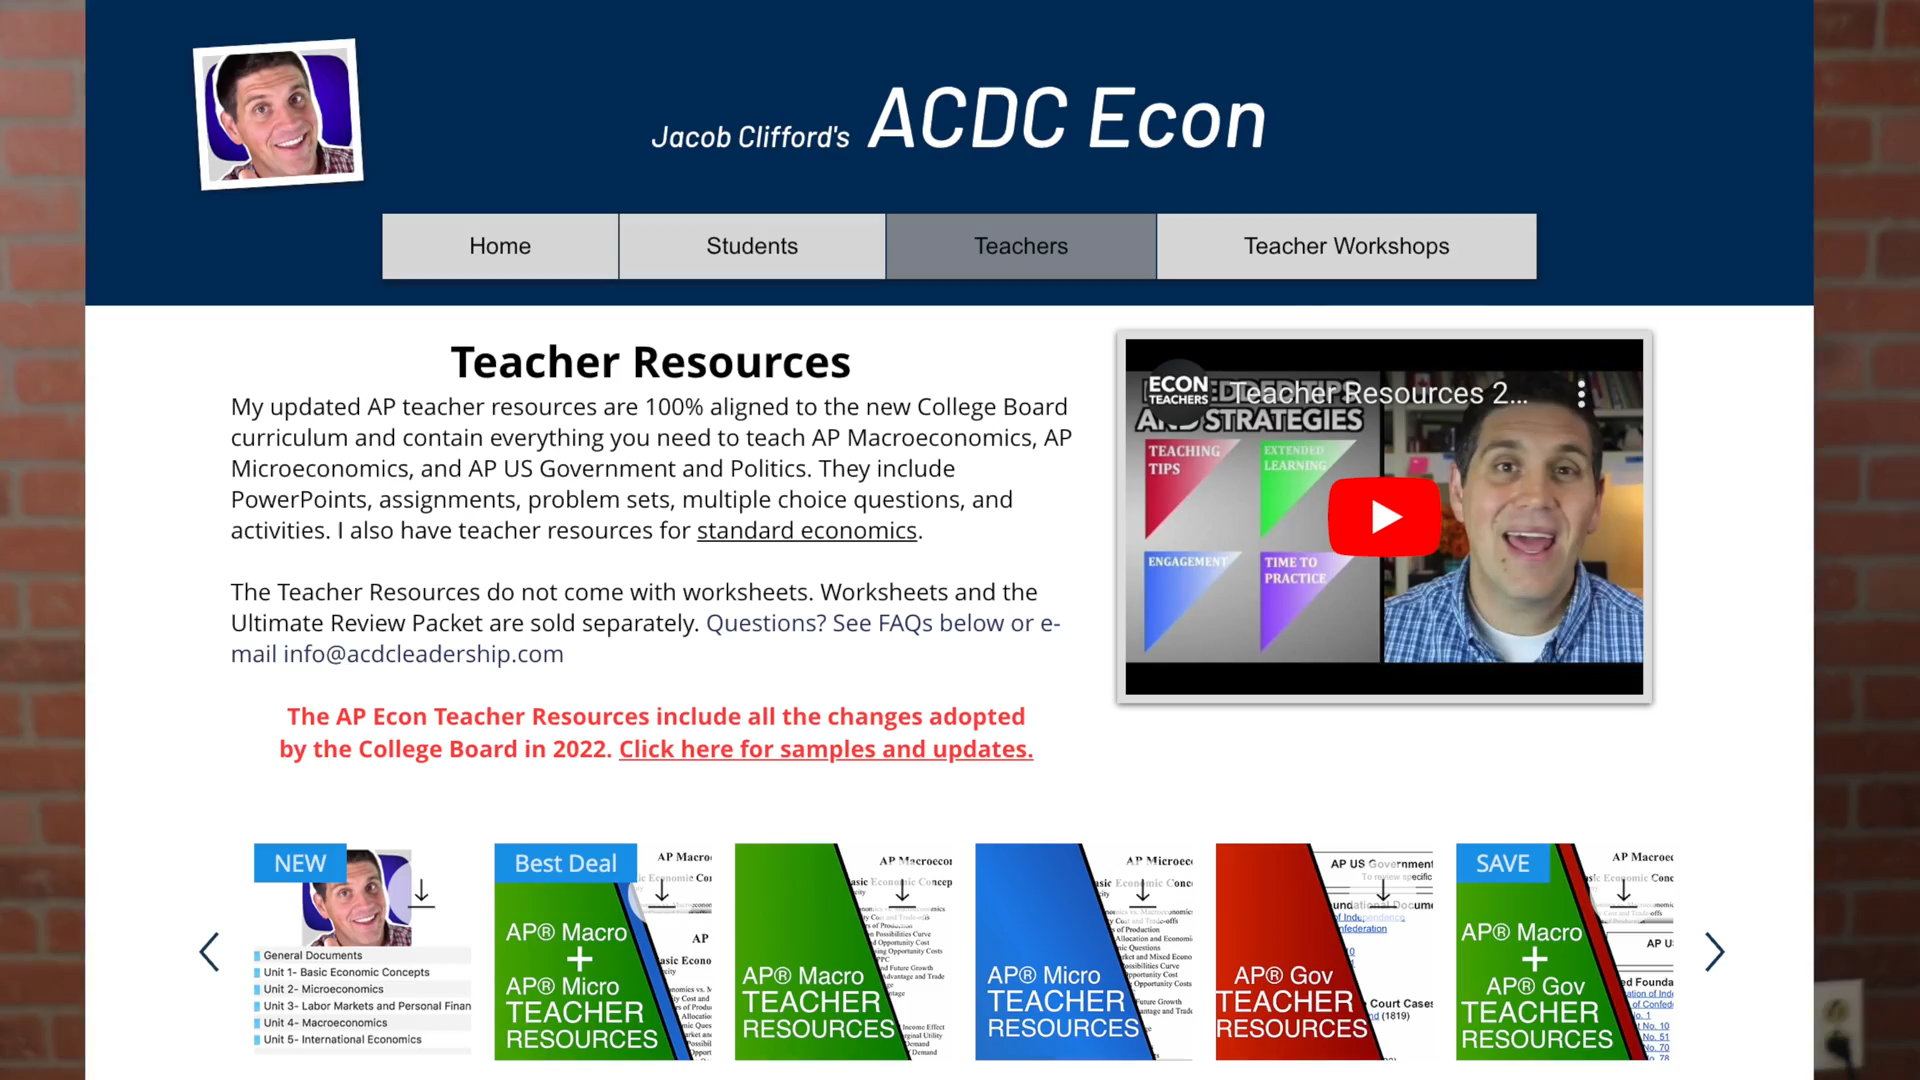 Jacob Clifford's ACDC Econ
Home
Students
Teachers
Teacher Workshops
Teacher Resources
My updated AP teacher resources are 100% aligned to the new College Board
curriculum and contain everything you need to teach AP Macroeconomics, AP
Microeconomics, and AP US Government and Politics. They include
PowerPoints, assignments, problem sets, multiple choice questions, and
activities. I also have teacher resources for standard economics.
The Teacher Resources do not come with worksheets. Worksheets and the
Ultimate Review Packet are sold separately. Questions? See FAQs below or e-
mail info@acdcleadership.com
The AP Econ Teacher Resources include all the changes adopted
by the College Board in 2022. Click here for samples and updates.
ECON
TEACHERS
Teacher Resources 2...
STRATEGIES
TEACHING
TIPS
EXTENDED
LEARNING
ENGAGEMENT
TIME TO
PRACTICE
NEW
General Documents
Unit 1- Basic Economic Concepts
Unit 2- Microeconomics
Unit 3- Labor Markets and Personal Finan
Unit 4- Macroeconomics
Unit 5- International Economics
Best Deal
AP® Macro
+
AP® Micro
TEACHER
RESOURCES
AP® Macro
TEACHER
RESOURCES
AP® Micro
TEACHER
RESOURCES
AP US Government
AP® Gov
TEACHER
RESOURCES
Court Cases
(1819)
SAVE
AP® Macro
+
AP® Gov
TEACHER
RESOURCES